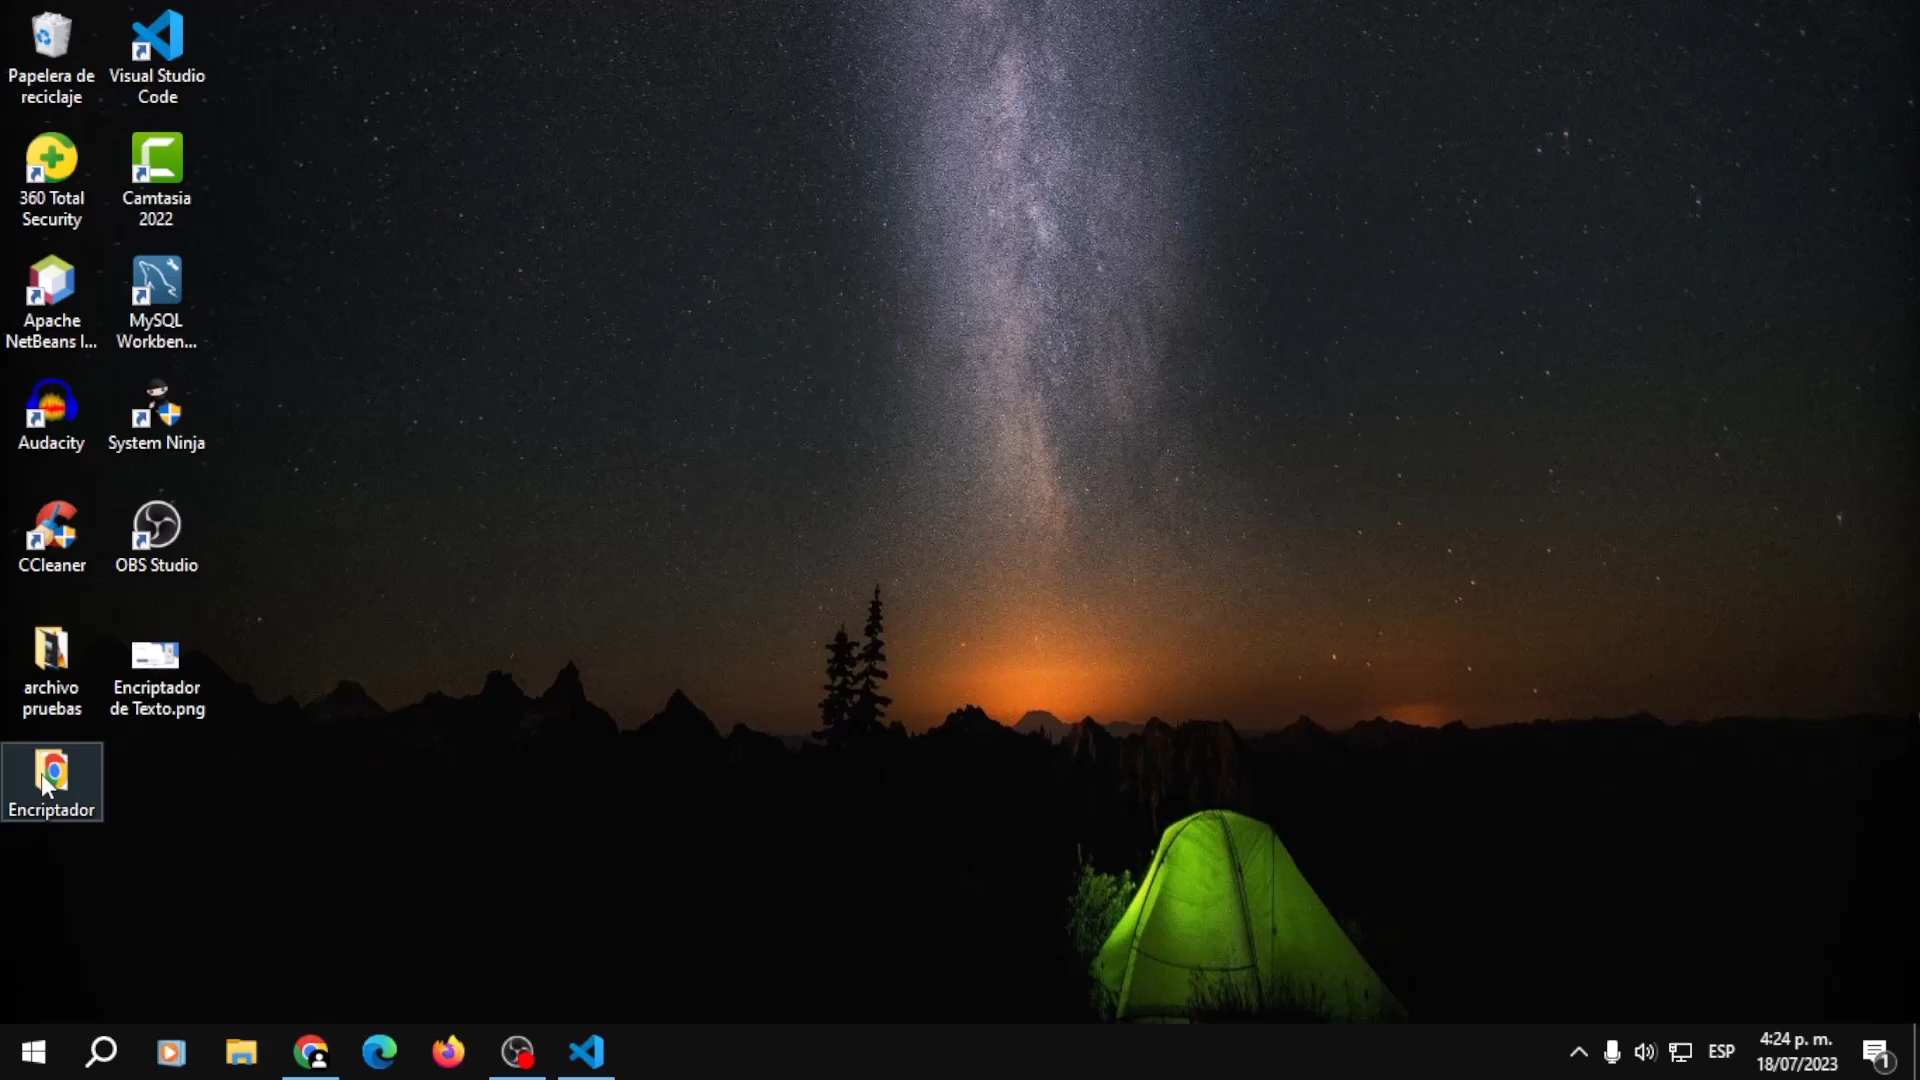 Papelera de
reciclaje
Visual Studio
Code
360 Total
Security
Camtasia
2022
Apache
NetBeans I...
MySQL
Workben...
Audacity
System Ninja
CCleaner
OBS Studio
archivo
pruebas
Encriptador
de Texto.png
Encriptador
ESP
4:24 p. m.
18/07/2023
1